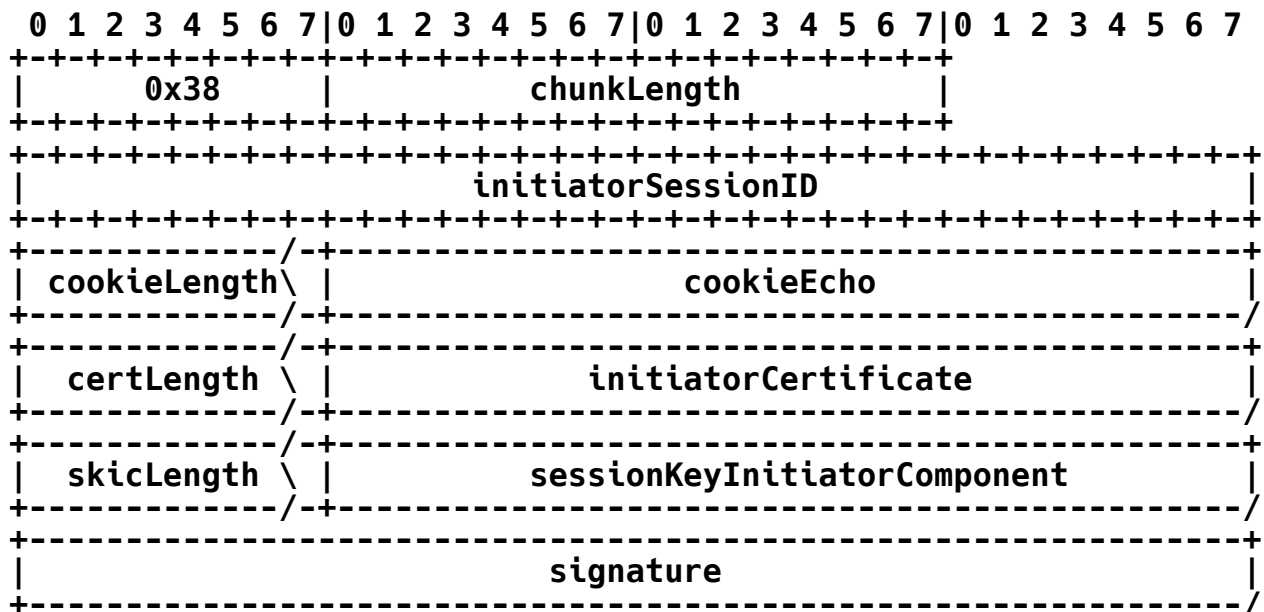 0 1 2 3 4 5 6 7|0 1 2 3 4 5 6 7|0 1 2 3 4 5 6 7|0 1 2 3 4 5 6 7
+-+-+-+-+-+-+-+-+-+-+-+-+-+-+-+-+-+-+-+-+-+-+-+-+
|      0x38     |          chunkLength          |
+-+-+-+-+-+-+-+-+-+-+-+-+-+-+-+-+-+-+-+-+-+-+-+-+
+-+-+-+-+-+-+-+-+-+-+-+-+-+-+-+-+-+-+-+-+-+-+-+-+-+-+-+-+-+-+-+-+
|                       initiatorSessionID                      |
+-+-+-+-+-+-+-+-+-+-+-+-+-+-+-+-+-+-+-+-+-+-+-+-+-+-+-+-+-+-+-+-+
+-------------/-+-----------------------------------------------+
| cookieLength\ |                  cookieEcho                   |
+-------------/-+-----------------------------------------------/
+-------------/-+-----------------------------------------------+
|  certLength \ |             initiatorCertificate              |
+-------------/-+-----------------------------------------------/
+-------------/-+-----------------------------------------------+
|  skicLength \ |          sessionKeyInitiatorComponent         |
+-------------/-+-----------------------------------------------/
+---------------------------------------------------------------+
|                           signature                           |
+---------------------------------------------------------------/